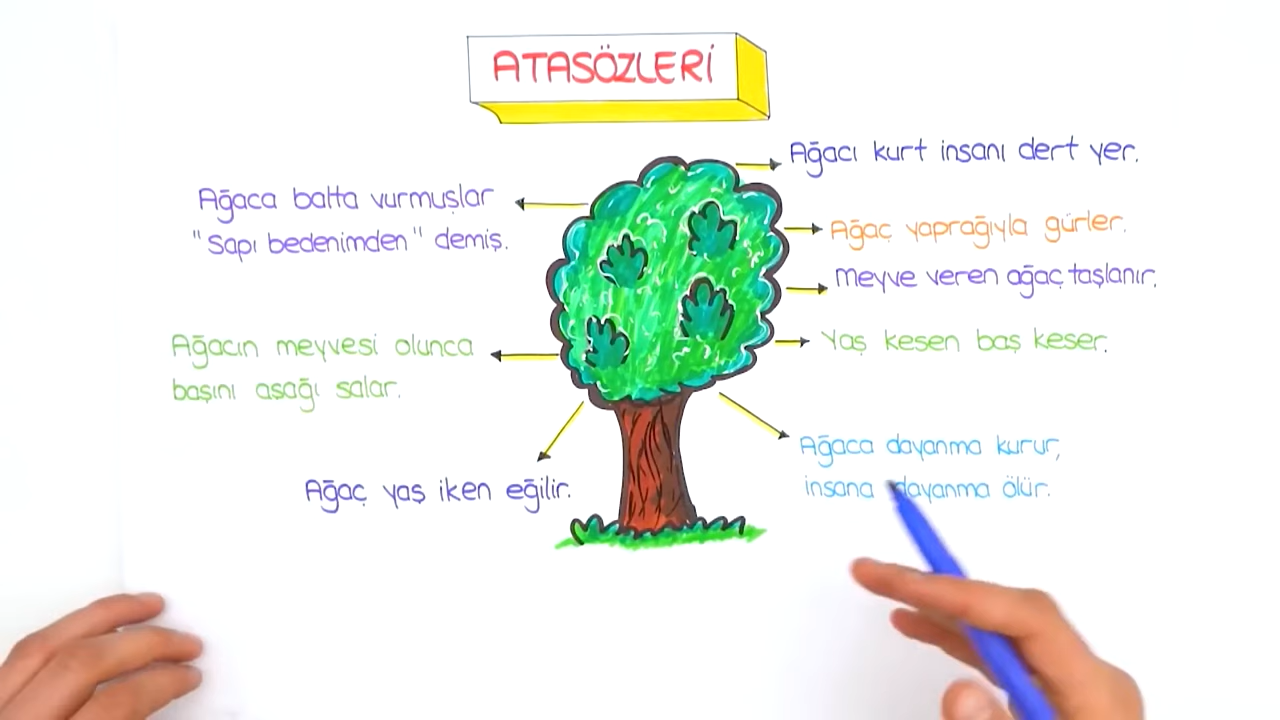 ATASÖZLERİ
Ağaca balta vurmuşlar
"Sapı bedenimden" demiş.
Ağacın meyvesi olunca
başını aşağı salar.
Ağaç yaş iken eğilir.
Ağacı kurt insanı dert yer.
Ağaç yaprağıyla gürler.
meyve veren ağaç taşlanır.
Yaş kesen baş keser.
Ağaca dayanma kurur,
insana dayanma ölür.